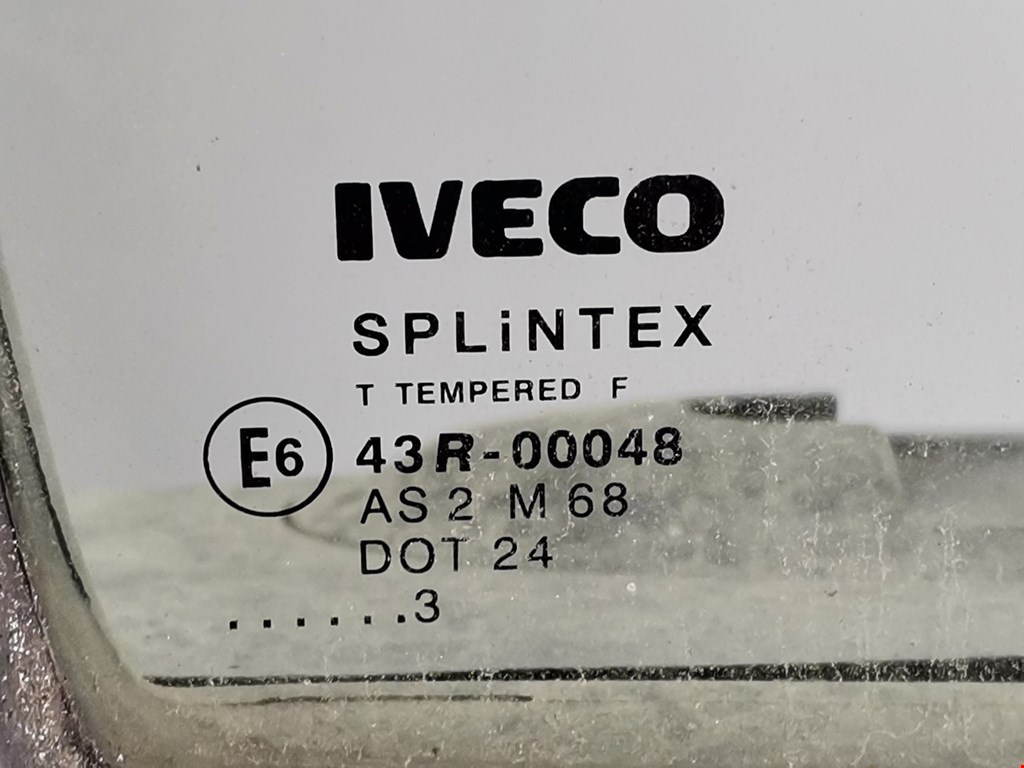 IVECO
SPLiNTEX
T TEMPERED F
E6 43R-00048
AS 2 M 68
DOT 24
.......3